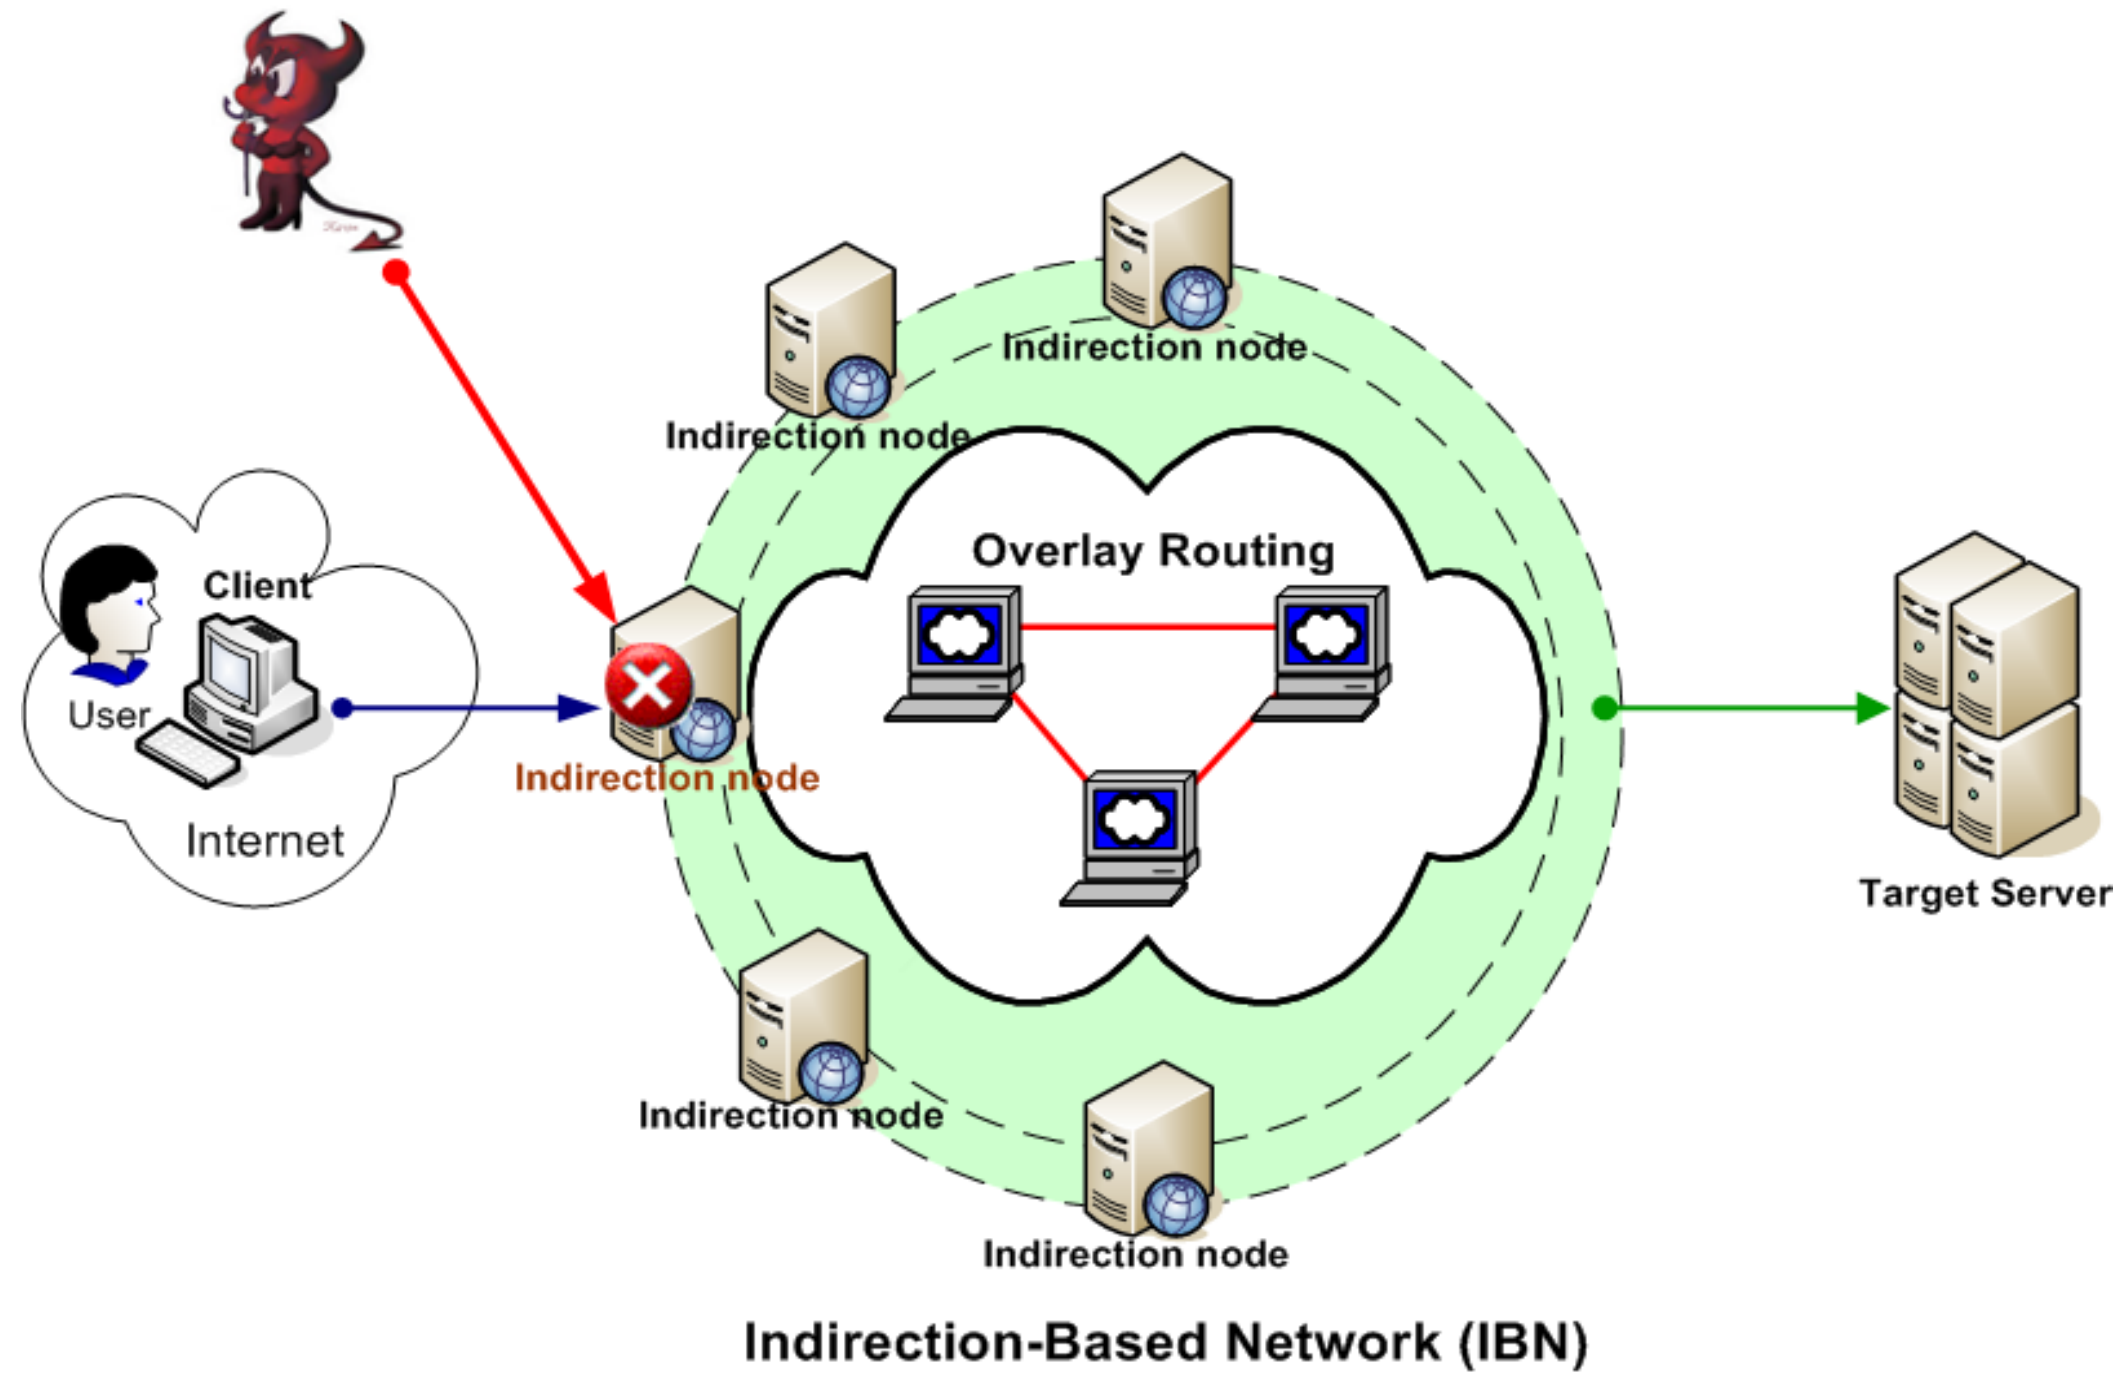 Indirection node
Indirection node
Overlay Routing
Client
User
Indirection node
Internet
Target Server
Indirection node
Indirection node
Indirection-Based Network (IBN)